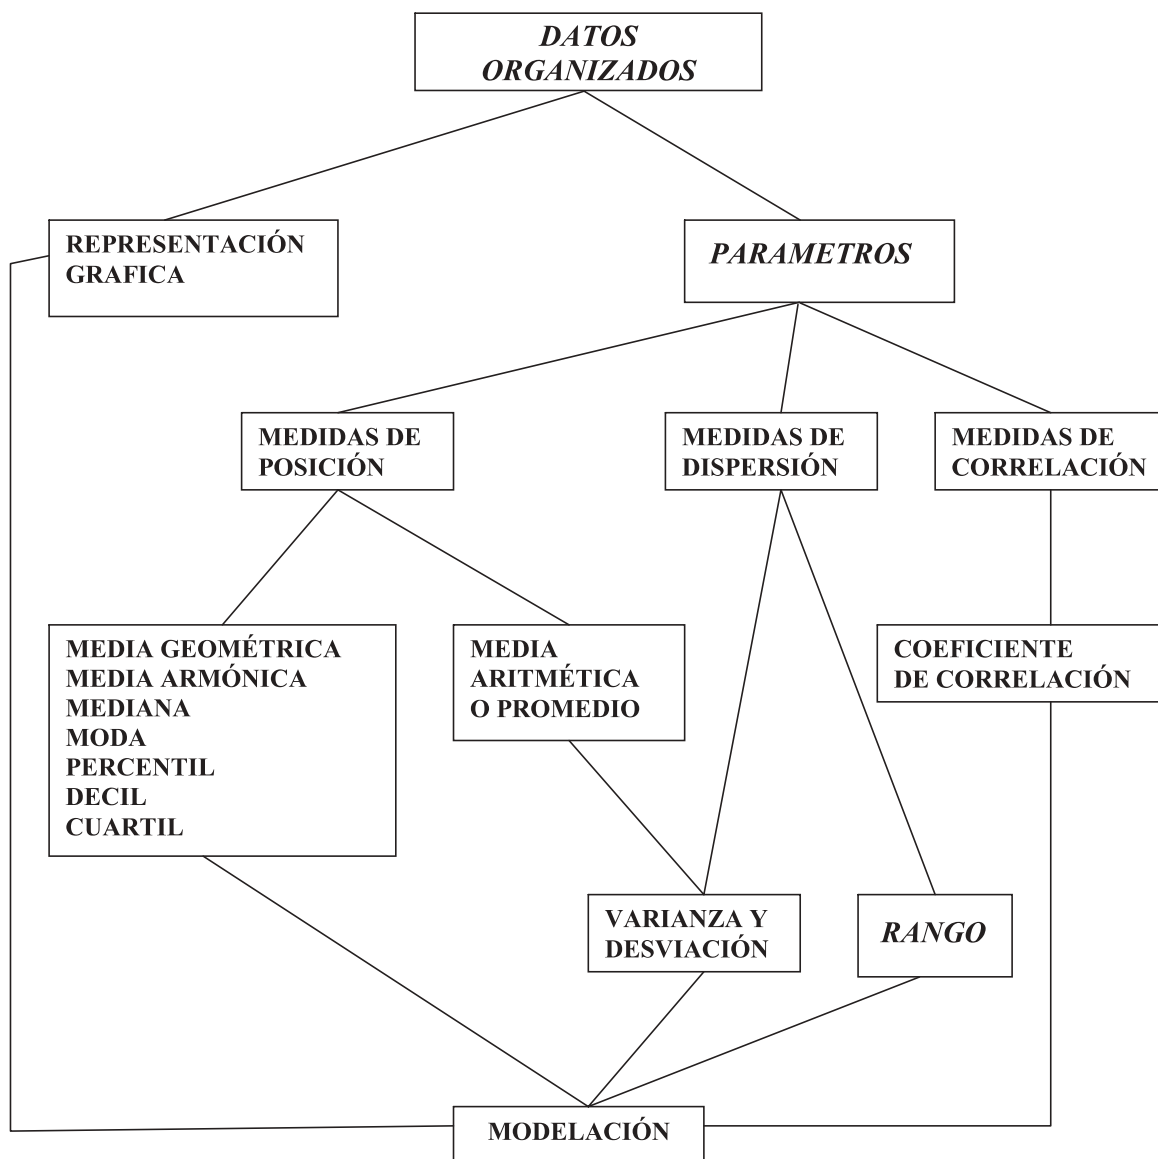 DATOS
ORGANIZADOS
REPRESENTACIÓN
GRAFICA
PARAMETROS
MEDIDAS DE
POSICIÓN
MEDIDAS DE
DISPERSIÓN
MEDIDAS DE
CORRELACIÓN
MEDIA GEOMÉTRICA
MEDIA ARMÓNICA
MEDIANA
MODA
PERCENTIL
DECIL
CUARTIL
MEDIA
ARITMÉTICA
O PROMEDIO
COEFICIENTE
DE CORRELACIÓN
VARIANZA Y
DESVIACIÓN
RANGO
MODELACIÓN